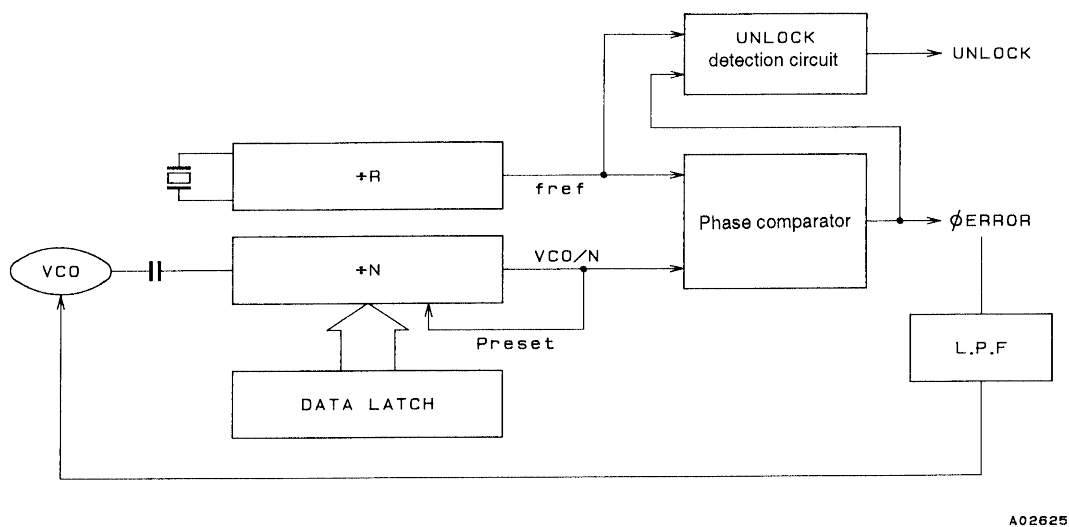 UNLOCK
detection circuit
UNLOCK
÷R
fref
Phase comparator
φERROR
VCO
÷N
VCO/N
Preset
L.P.F
DATA LATCH
A02625